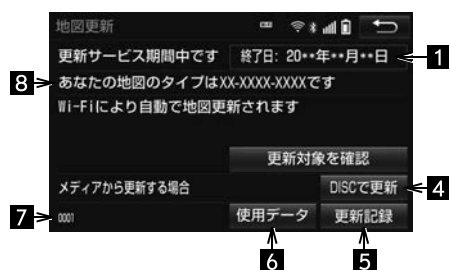 地図更新
更新サービス期間中です 終了日: 20**年**月**日 1
8 あなたの地図のタイプはXX-XXXX-XXXXです
Wi-Fiにより自動で地図更新されます
更新対象を確認
メディアから更新する場合 DISCで更新 4
7 0001 使用データ 更新記録
6 5